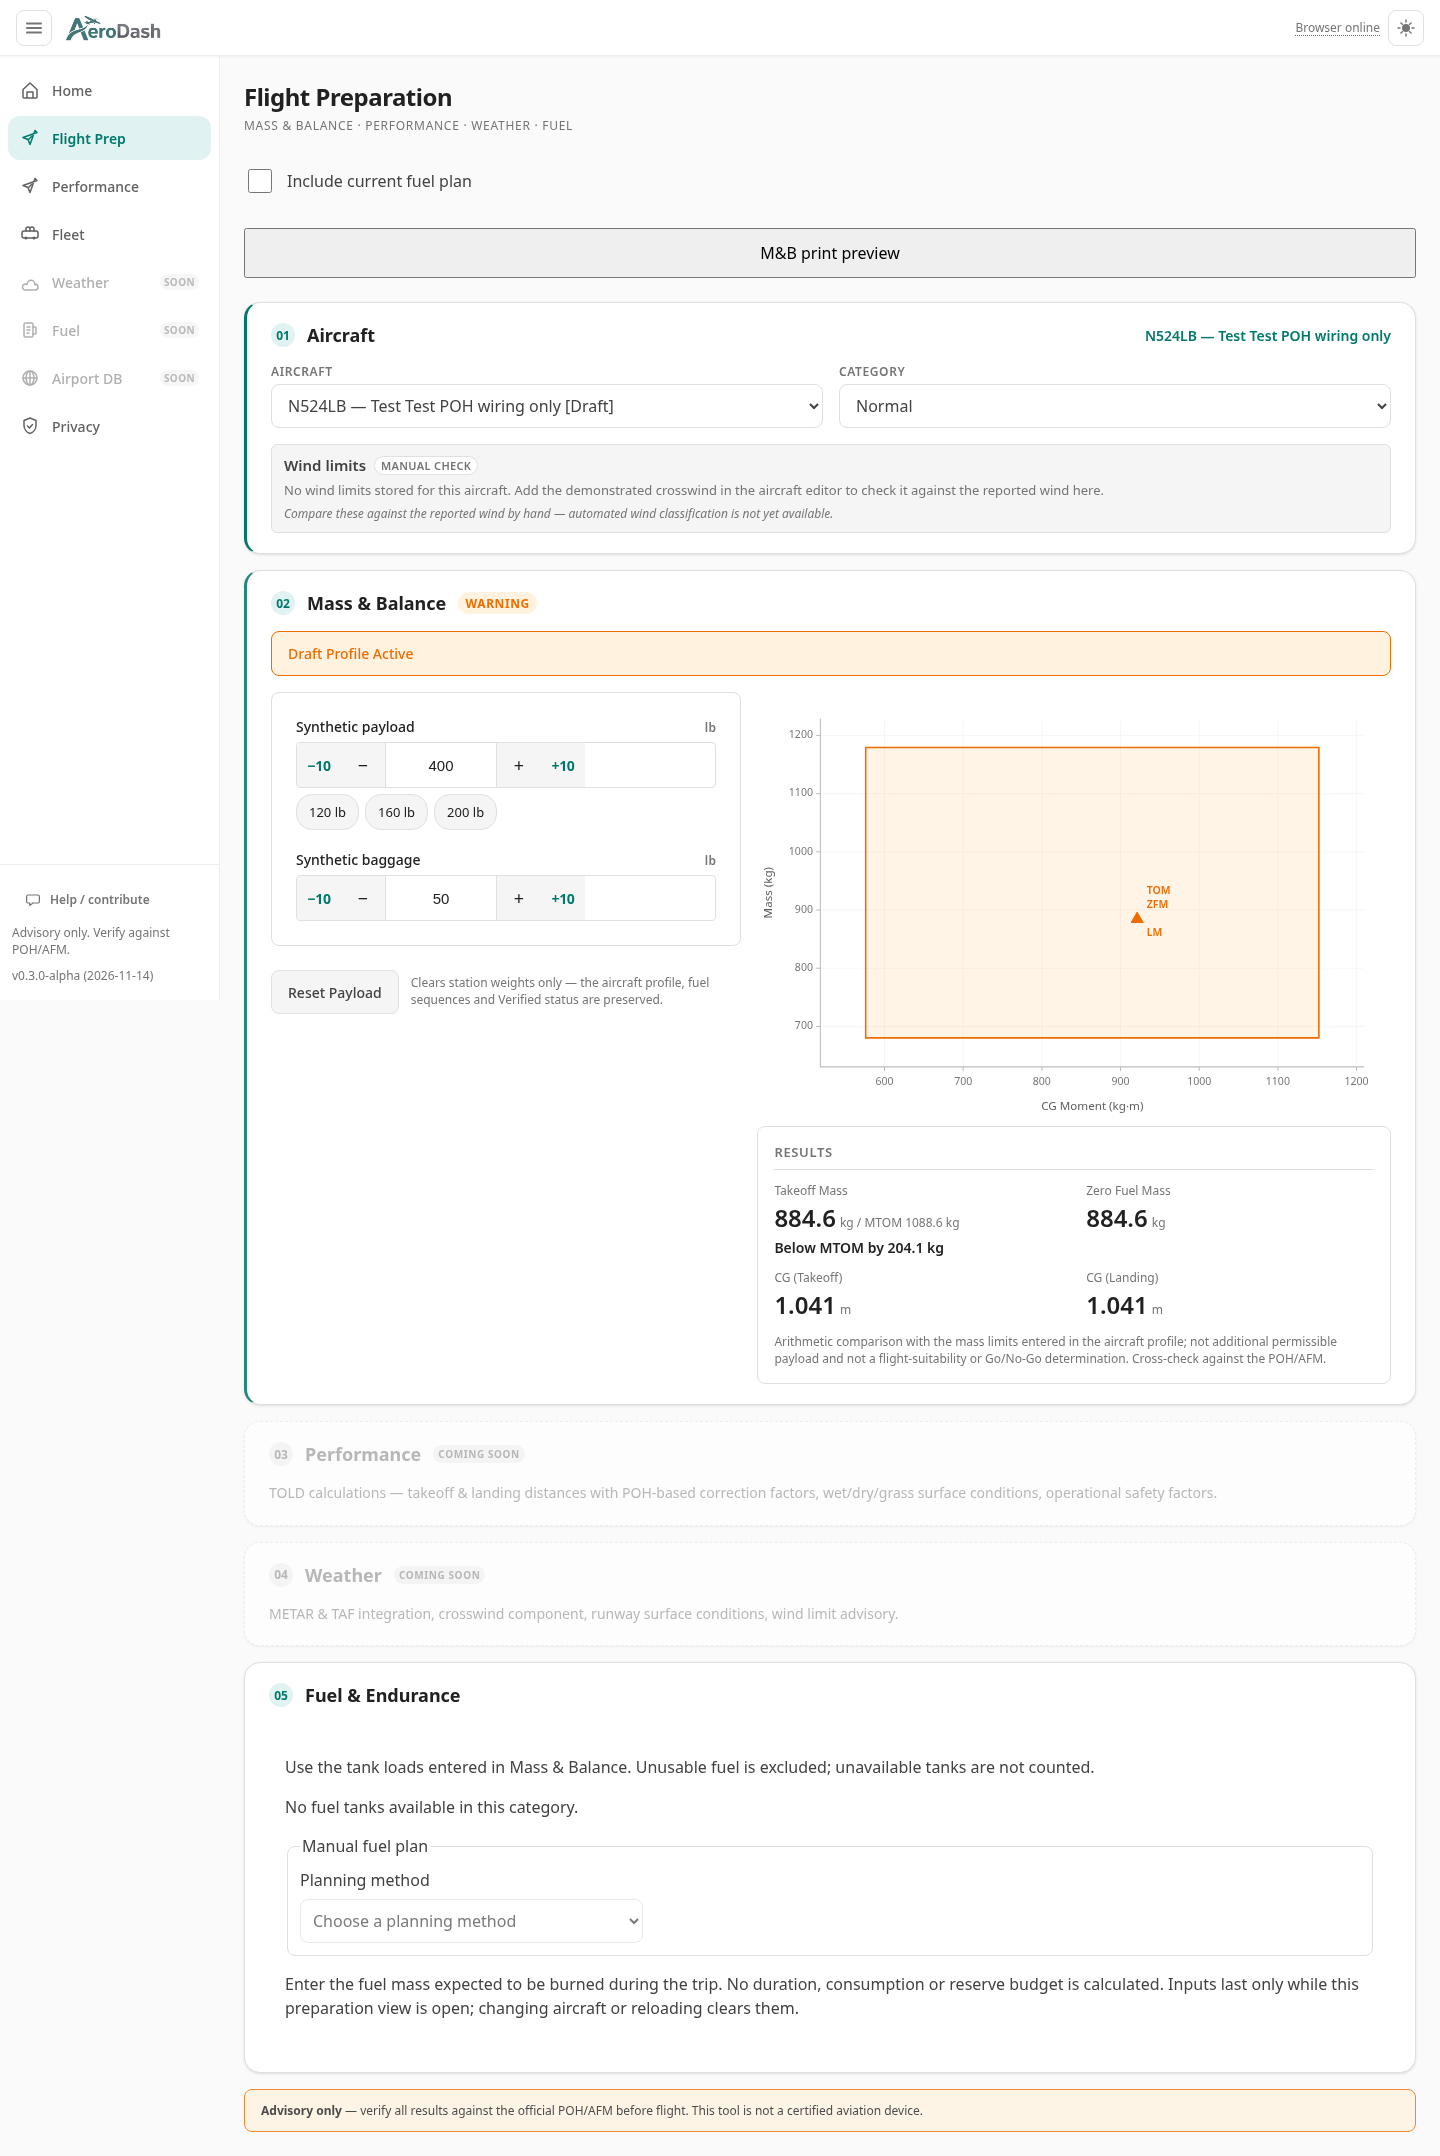 AeroDash
Browser online
Home
Flight Prep
Performance
Fleet
Weather SOON
Fuel SOON
Airport DB SOON
Privacy
Help / contribute
Advisory only. Verify against
POH/AFM.
v0.3.0-alpha (2026-11-14)
Flight Preparation
MASS & BALANCE · PERFORMANCE · WEATHER · FUEL
Include current fuel plan
M&B print preview
01 Aircraft
N524LB — Test Test POH wiring only
AIRCRAFT
N524LB — Test Test POH wiring only [Draft]
CATEGORY
Normal
Wind limits MANUAL CHECK
No wind limits stored for this aircraft. Add the demonstrated crosswind in the aircraft editor to check it against the reported wind here.
Compare these against the reported wind by hand — automated wind classification is not yet available.
02 Mass & Balance WARNING
Draft Profile Active
Synthetic payload lb
−10 − 400 + +10
120 lb 160 lb 200 lb
Synthetic baggage lb
−10 − 50 + +10
Reset Payload
Clears station weights only — the aircraft profile, fuel
sequences and Verified status are preserved.
Mass (kg)
1200
1100
1000
900
800
700
TOM
ZFM
LM
600 700 800 900 1000 1100 1200
CG Moment (kg·m)
RESULTS
Takeoff Mass
884.6 kg / MTOM 1088.6 kg
Below MTOM by 204.1 kg
Zero Fuel Mass
884.6 kg
CG (Takeoff)
1.041 m
CG (Landing)
1.041 m
Arithmetic comparison with the mass limits entered in the aircraft profile; not additional permissible
payload and not a flight-suitability or Go/No-Go determination. Cross-check against the POH/AFM.
03 Performance COMING SOON
TOLD calculations — takeoff & landing distances with POH-based correction factors, wet/dry/grass surface conditions, operational safety factors.
04 Weather COMING SOON
METAR & TAF integration, crosswind component, runway surface conditions, wind limit advisory.
05 Fuel & Endurance
Use the tank loads entered in Mass & Balance. Unusable fuel is excluded; unavailable tanks are not counted.
No fuel tanks available in this category.
Manual fuel plan
Planning method
Choose a planning method
Enter the fuel mass expected to be burned during the trip. No duration, consumption or reserve budget is calculated. Inputs last only while this
preparation view is open; changing aircraft or reloading clears them.
Advisory only — verify all results against the official POH/AFM before flight. This tool is not a certified aviation device.